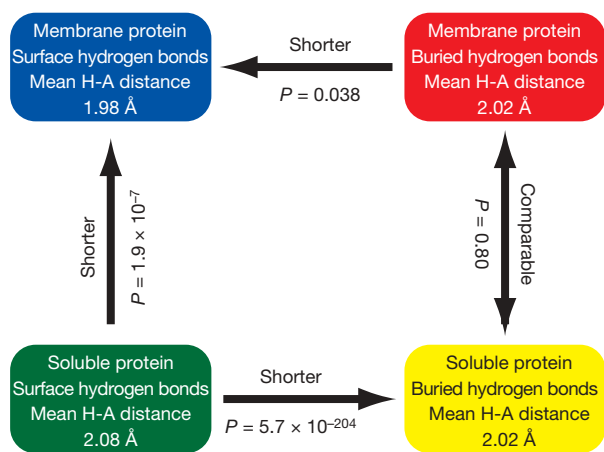 Membrane protein
Surface hydrogen bonds
Mean H-A distance
1.98 Å
Shorter
P = 0.038
Membrane protein
Buried hydrogen bonds
Mean H-A distance
2.02 Å
Shorter
P = 1.9 × 10⁻⁷
Comparable
P = 0.80
Soluble protein
Surface hydrogen bonds
Mean H-A distance
2.08 Å
Shorter
P = 5.7 × 10⁻²⁰⁴
Soluble protein
Buried hydrogen bonds
Mean H-A distance
2.02 Å